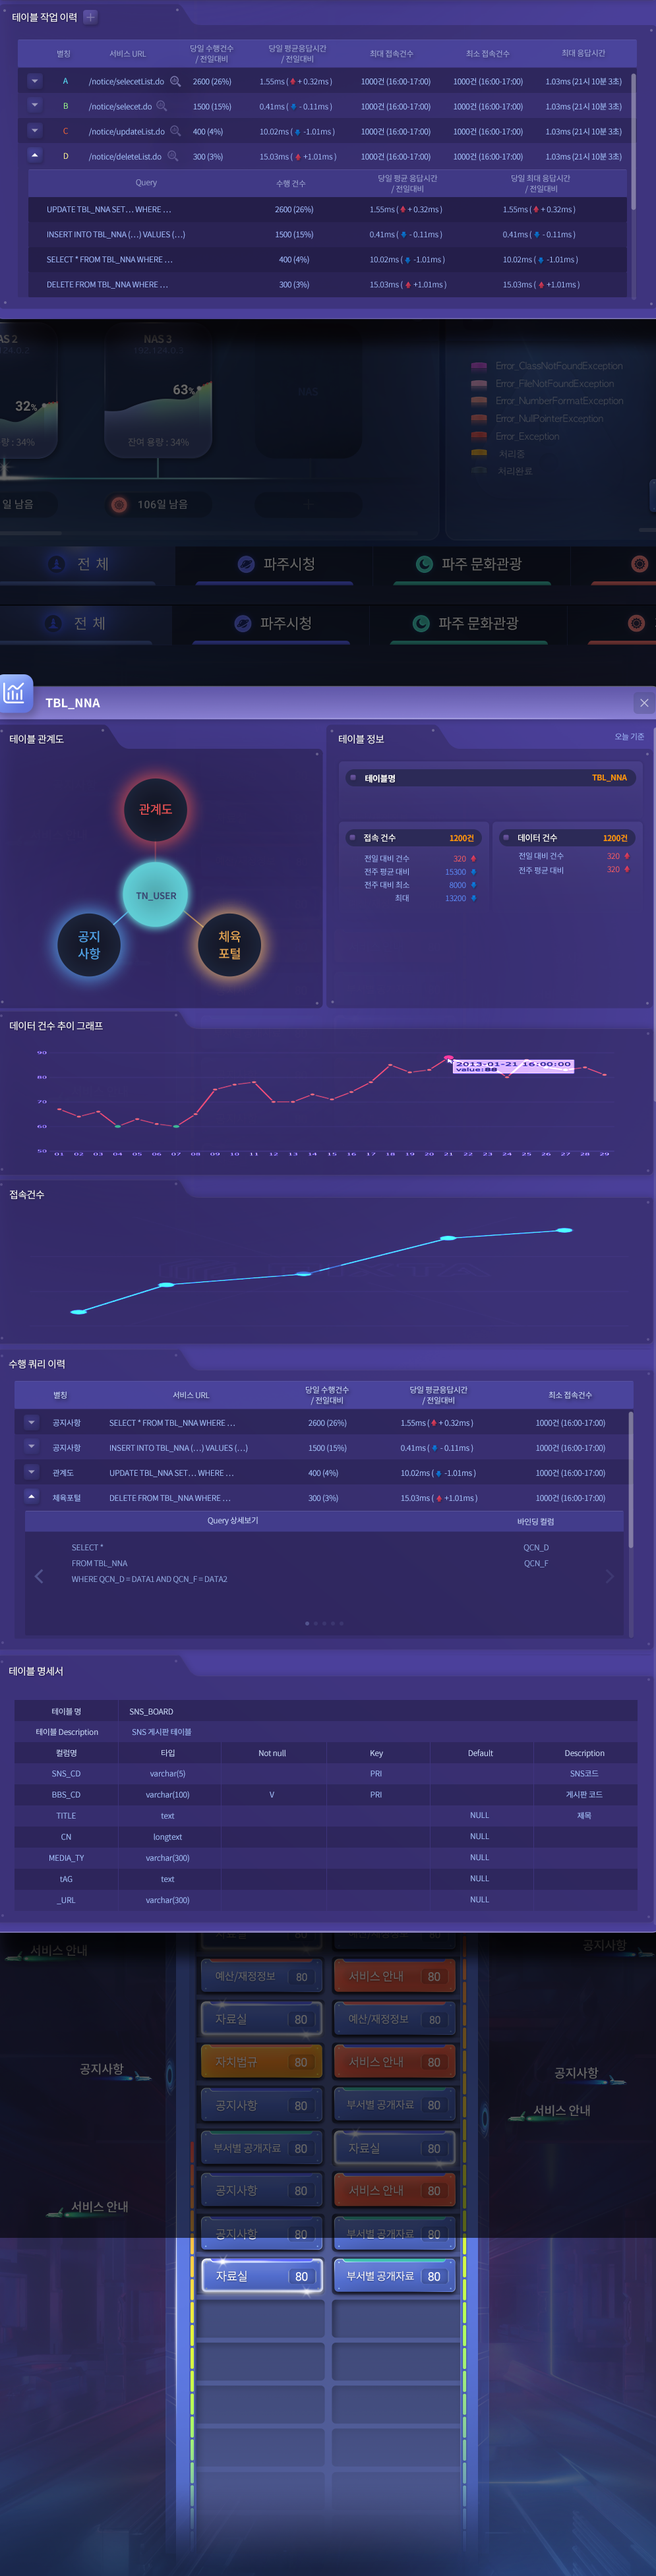 테이블 작업 이력
별칭 서비스 URL 당일 수행건수 / 전일대비 당일 평균응답시간 / 전일대비 최대 접속건수 최소 접속건수 최대 응답시간
A /notice/selecetList.do 2600 (26%) 1.55ms ( + 0.32ms ) 1000건 (16:00-17:00) 1000건 (16:00-17:00) 1.03ms (21시 10분 3초)
B /notice/selecet.do 1500 (15%) 0.41ms ( - 0.11ms ) 1000건 (16:00-17:00) 1000건 (16:00-17:00) 1.03ms (21시 10분 3초)
C /notice/updateList.do 400 (4%) 10.02ms ( -1.01ms ) 1000건 (16:00-17:00) 1000건 (16:00-17:00) 1.03ms (21시 10분 3초)
D /notice/deleteList.do 300 (3%) 15.03ms ( +1.01ms ) 1000건 (16:00-17:00) 1000건 (16:00-17:00) 1.03ms (21시 10분 3초)
Query 수행 건수 당일 평균 응답시간 / 전일대비 당일 최대 응답시간 / 전일대비
UPDATE TBL_NNA SET… WHERE … 2600 (26%) 1.55ms ( + 0.32ms ) 1.55ms ( + 0.32ms )
INSERT INTO TBL_NNA (…) VALUES (…) 1500 (15%) 0.41ms ( - 0.11ms ) 0.41ms ( - 0.11ms )
SELECT * FROM TBL_NNA WHERE … 400 (4%) 10.02ms ( -1.01ms ) 10.02ms ( -1.01ms )
DELETE FROM TBL_NNA WHERE … 300 (3%) 15.03ms ( +1.01ms ) 15.03ms ( +1.01ms )
AS 2 NAS 3
NAS
32% 63%
량 : 34% 잔여 용량 : 34%
일 남음 106일 남음
Error_ClassNotFoundException
Error_FileNotFoundException
Error_NumberFormatException
Error_NullPointerException
Error_Exception
처리중
처리완료
전 체 파주시청 파주 문화관광
전 체 파주시청 파주 문화관광
TBL_NNA
테이블 관계도
관계도
TN_USER
공지
사항
체육
포털
테이블 정보 오늘 기준
테이블명 TBL_NNA
접속 건수 1200건
전일 대비 건수 320
전주 평균 대비 15300
전주 대비 최소 8000
최대 13200
데이터 건수 1200건
전일 대비 건수 320
전주 평균 대비 320
데이터 건수 추이 그래프
90
80
70
60
50
2013-01-21 16:00:00
value:88
01 02 03 04 05 06 07 08 09 10 11 12 13 14 15 16 17 18 19 20 21 22 23 24 25 26 27 28 29
접속건수
수행 쿼리 이력
별칭 서비스 URL 당일 수행건수 / 전일대비 당일 평균응답시간 / 전일대비 최소 접속건수
공지사항 SELECT * FROM TBL_NNA WHERE … 2600 (26%) 1.55ms ( + 0.32ms ) 1000건 (16:00-17:00)
공지사항 INSERT INTO TBL_NNA (…) VALUES (…) 1500 (15%) 0.41ms ( - 0.11ms ) 1000건 (16:00-17:00)
관계도 UPDATE TBL_NNA SET… WHERE … 400 (4%) 10.02ms ( -1.01ms ) 1000건 (16:00-17:00)
체육포털 DELETE FROM TBL_NNA WHERE … 300 (3%) 15.03ms ( +1.01ms ) 1000건 (16:00-17:00)
Query 상세보기 바인딩 컬럼
SELECT * QCN_D
FROM TBL_NNA QCN_F
WHERE QCN_D = DATA1 AND QCN_F = DATA2
테이블 명세서
테이블 명 SNS_BOARD
테이블 Description SNS 게시판 테이블
컬럼명 타입 Not null Key Default Description
SNS_CD varchar(5) PRI SNS코드
BBS_CD varchar(100) V PRI 게시판 코드
TITLE text NULL 제목
CN longtext NULL
MEDIA_TY varchar(300) NULL
tAG text NULL
_URL varchar(300) NULL
서비스 안내 공지사항
예산/재정정보 80 서비스 안내 80
자료실 80 예산/재정정보 80
공지사항 자치법규 80 서비스 안내 80 공지사항
공지사항 80 부서별 공개자료 80 서비스 안내
부서별 공개자료 80 자료실 80
공지사항 80 서비스 안내 80
서비스 안내
공지사항 80 부서별 공개자료 80
자료실 80 부서별 공개자료 80